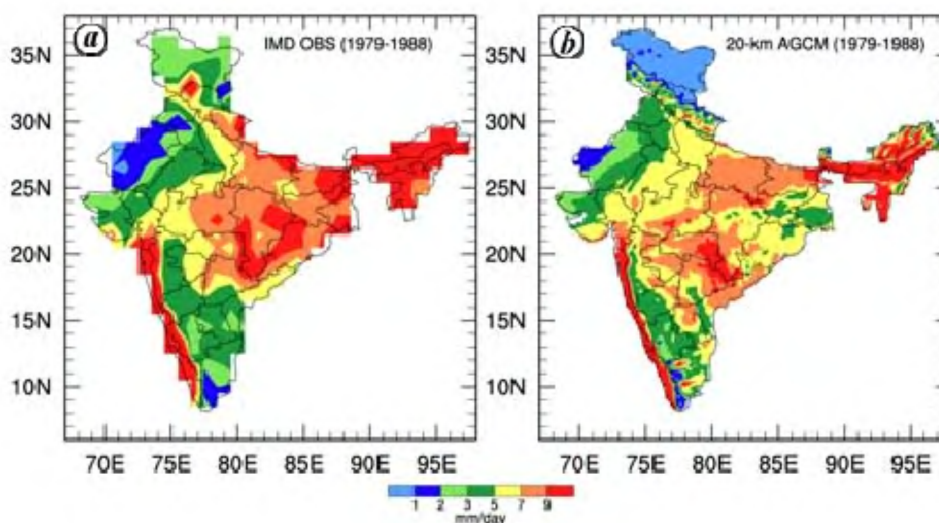 a IMD OBS (1979-1988)
b 20-km AGCM (1979-1988)
35N
30N
25N
20N
15N
10N
70E 75E 80E 85E 90E 95E
35N
30N
25N
20N
15N
10N
70E 75E 80E 85E 90E 95E
1 2 3 5 7 9
mm/day